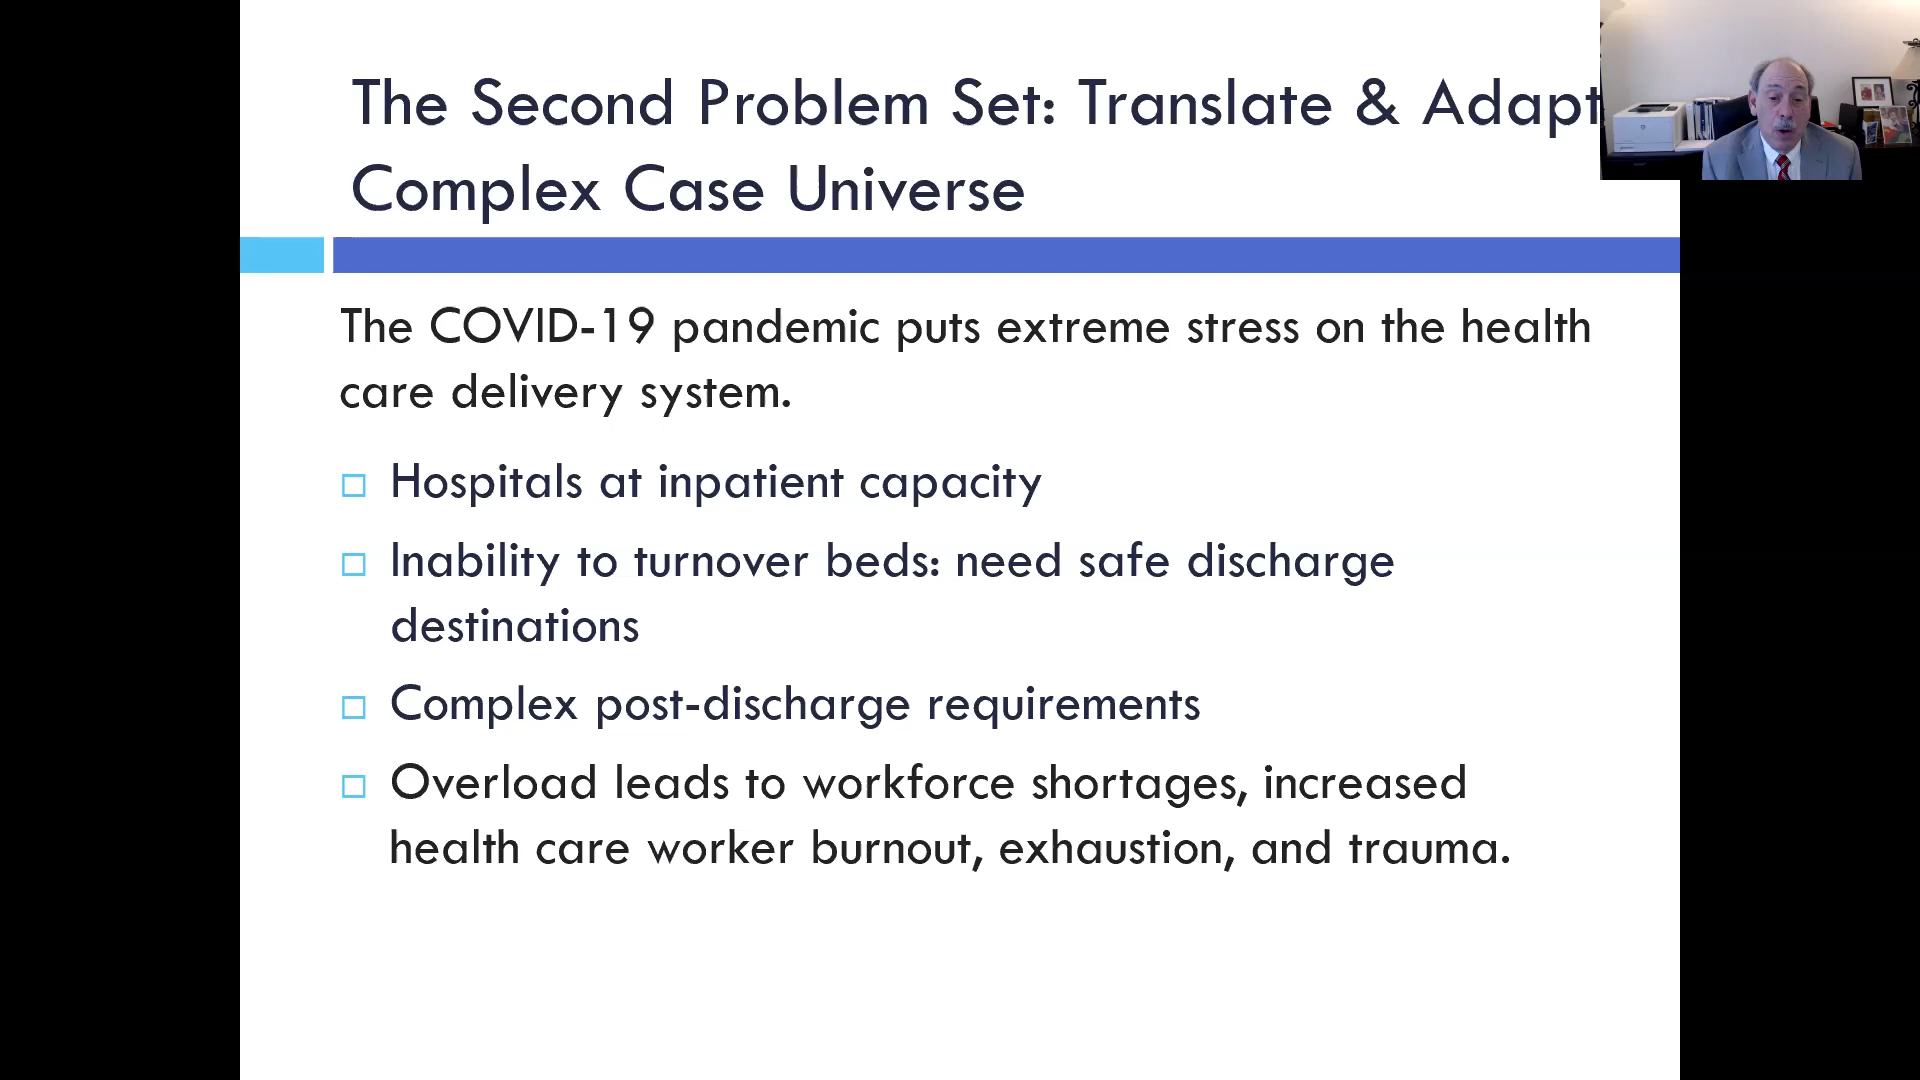 The Second Problem Set: Translate & Adapt
Complex Case Universe
The COVID-19 pandemic puts extreme stress on the health
care delivery system.
Hospitals at inpatient capacity
Inability to turnover beds: need safe discharge
destinations
Complex post-discharge requirements
Overload leads to workforce shortages, increased
health care worker burnout, exhaustion, and trauma.